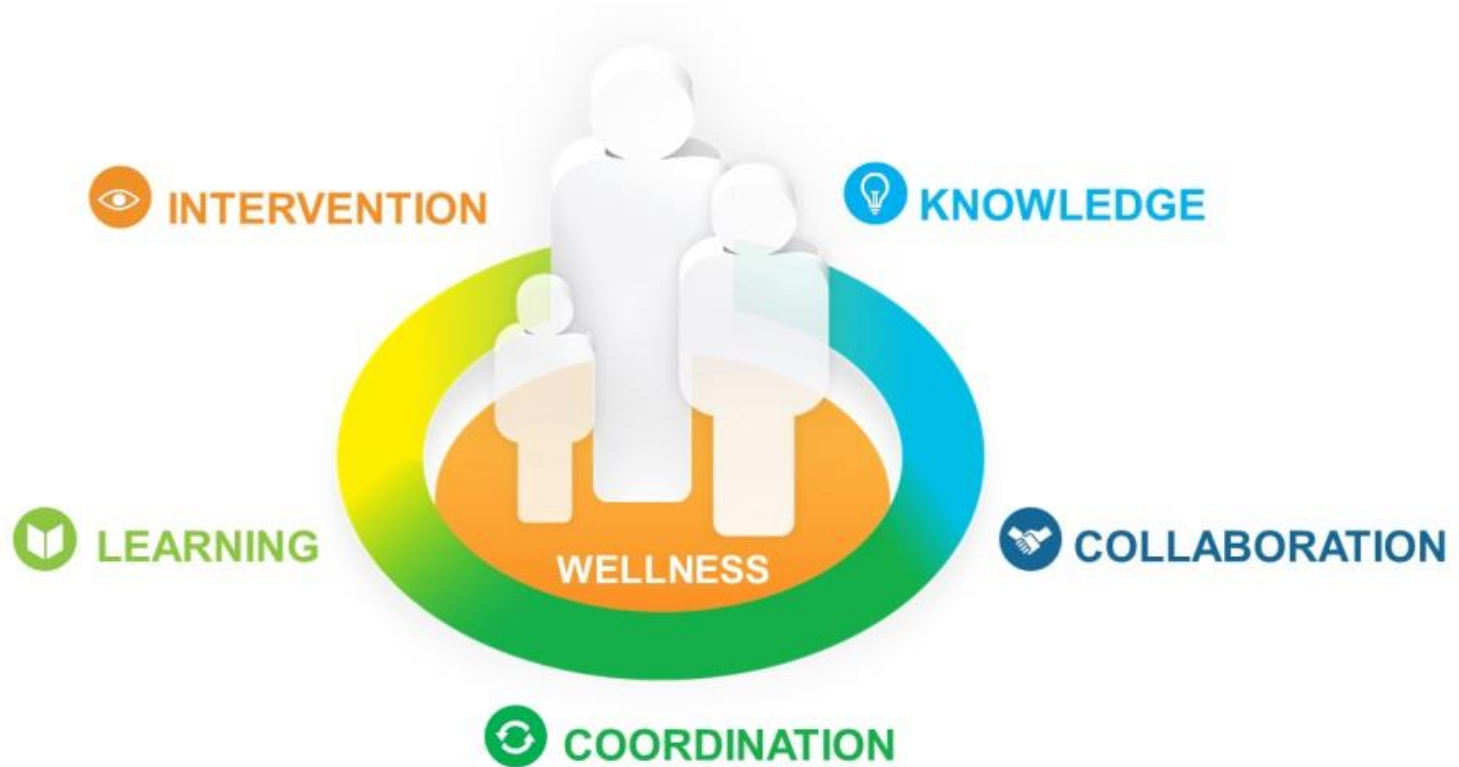 INTERVENTION
KNOWLEDGE
LEARNING
WELLNESS
COLLABORATION
COORDINATION